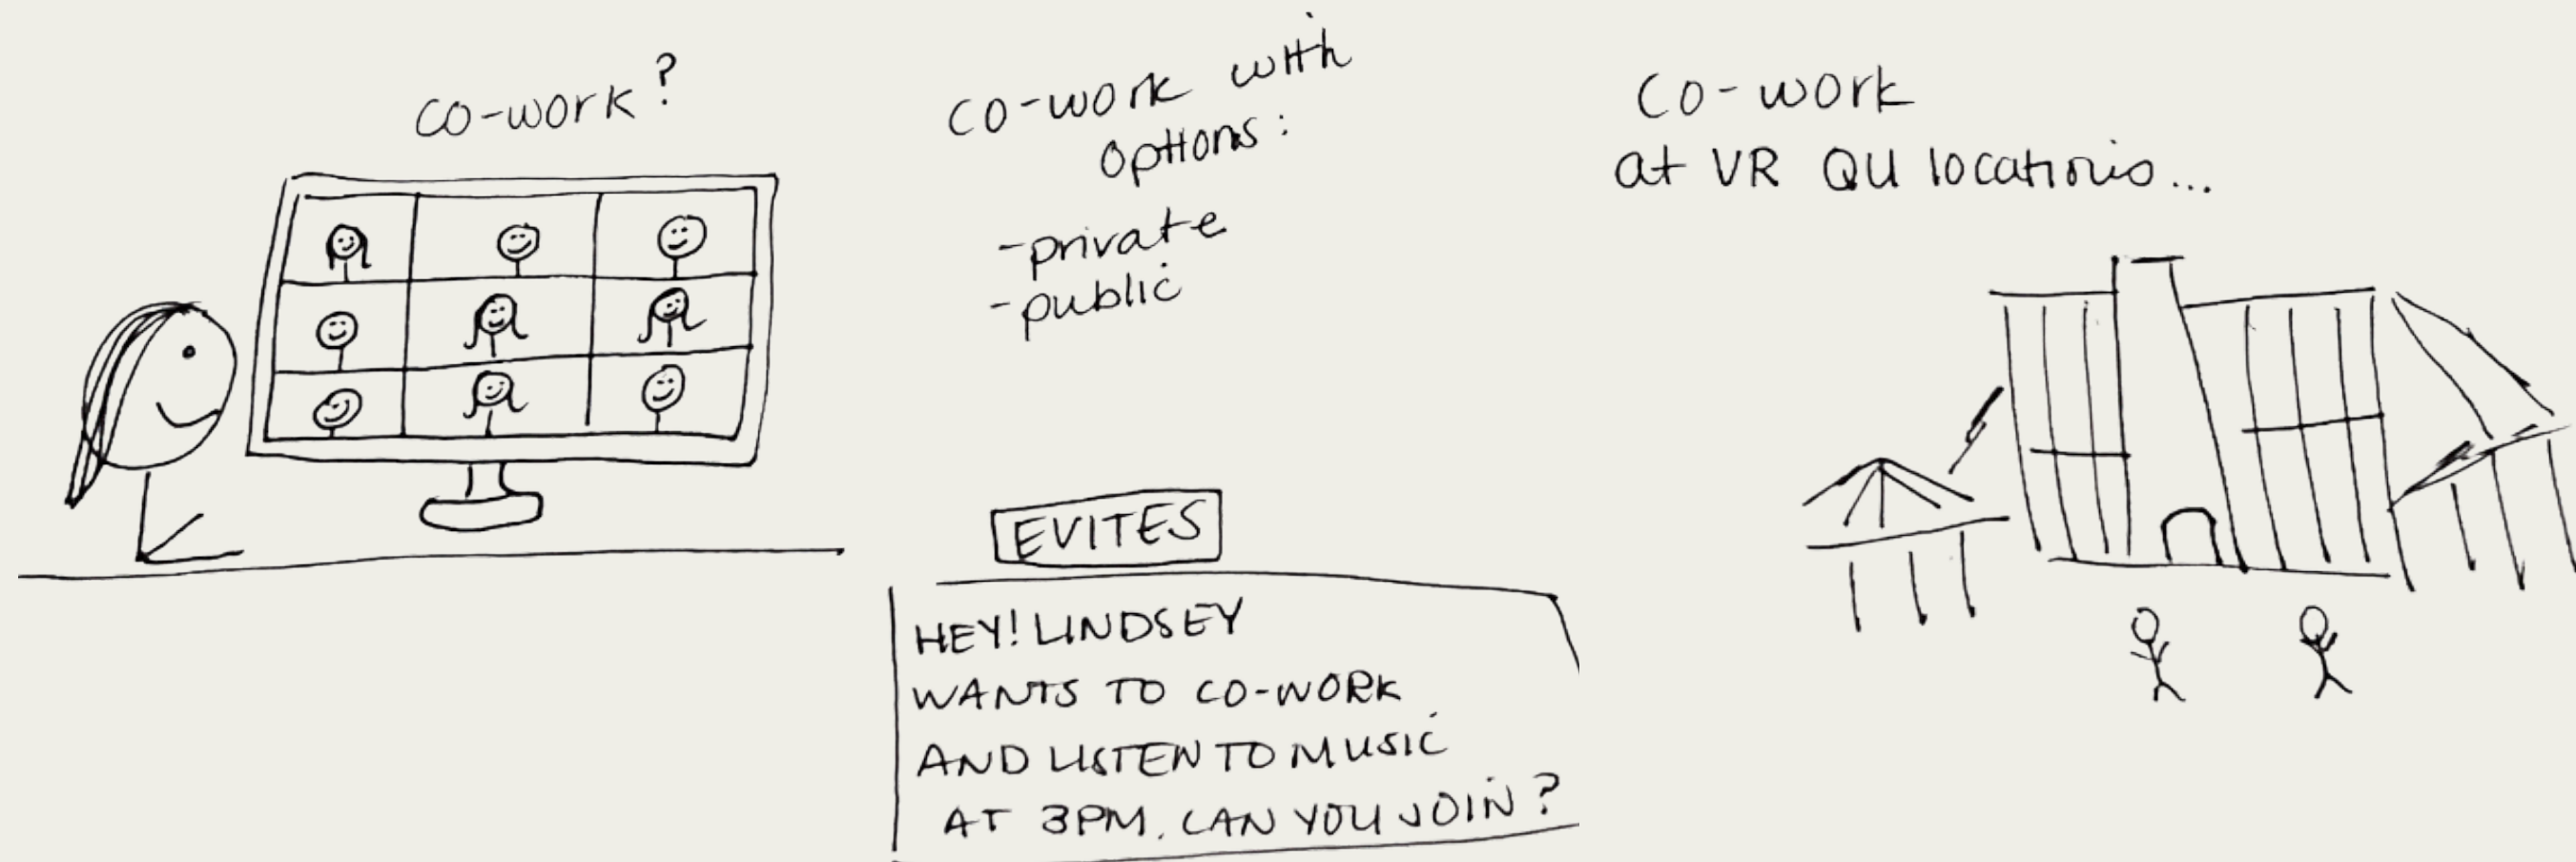 co-work?
co-work with
options:
-private
-public
EVITES
HEY! LINDSEY
WANTS TO CO-WORK
AND LISTEN TO MUSIC
AT 3PM. CAN YOU JOIN?
Co-work
at VR QU locations...